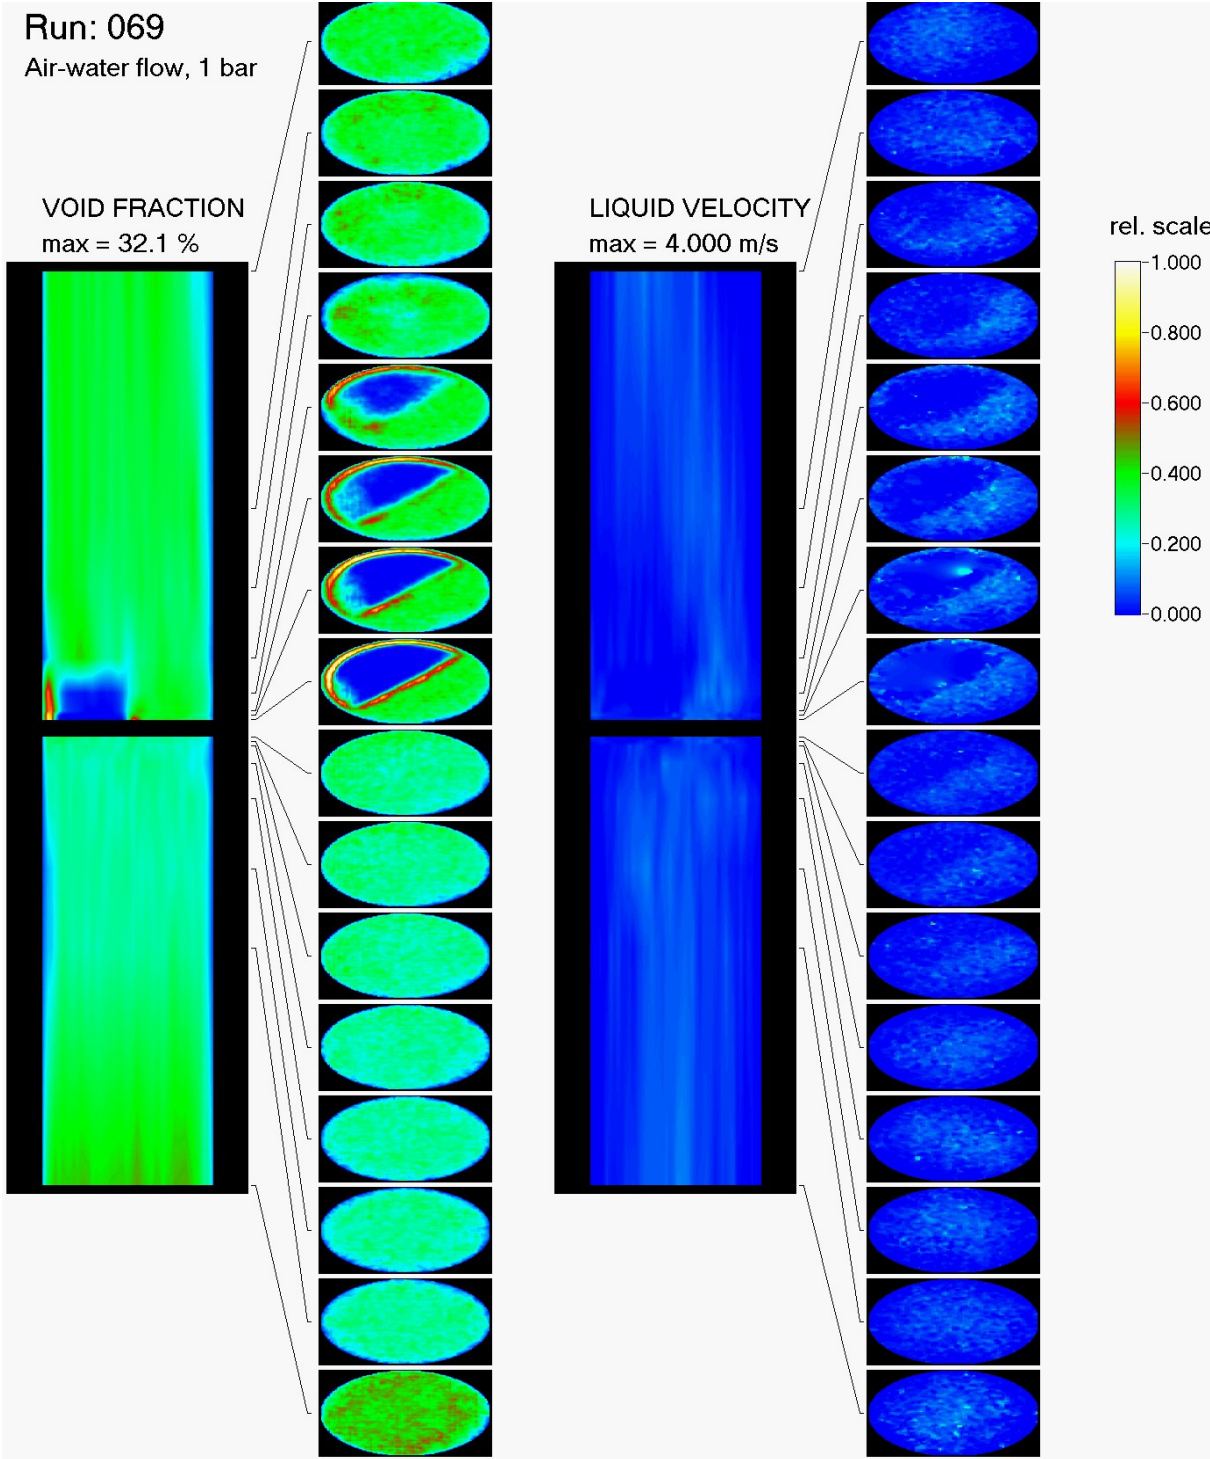 Run: 069
Air-water flow, 1 bar
VOID FRACTION
max = 32.1 %
LIQUID VELOCITY
max = 4.000 m/s
rel. scale
1.000
0.800
0.600
0.400
0.200
0.000